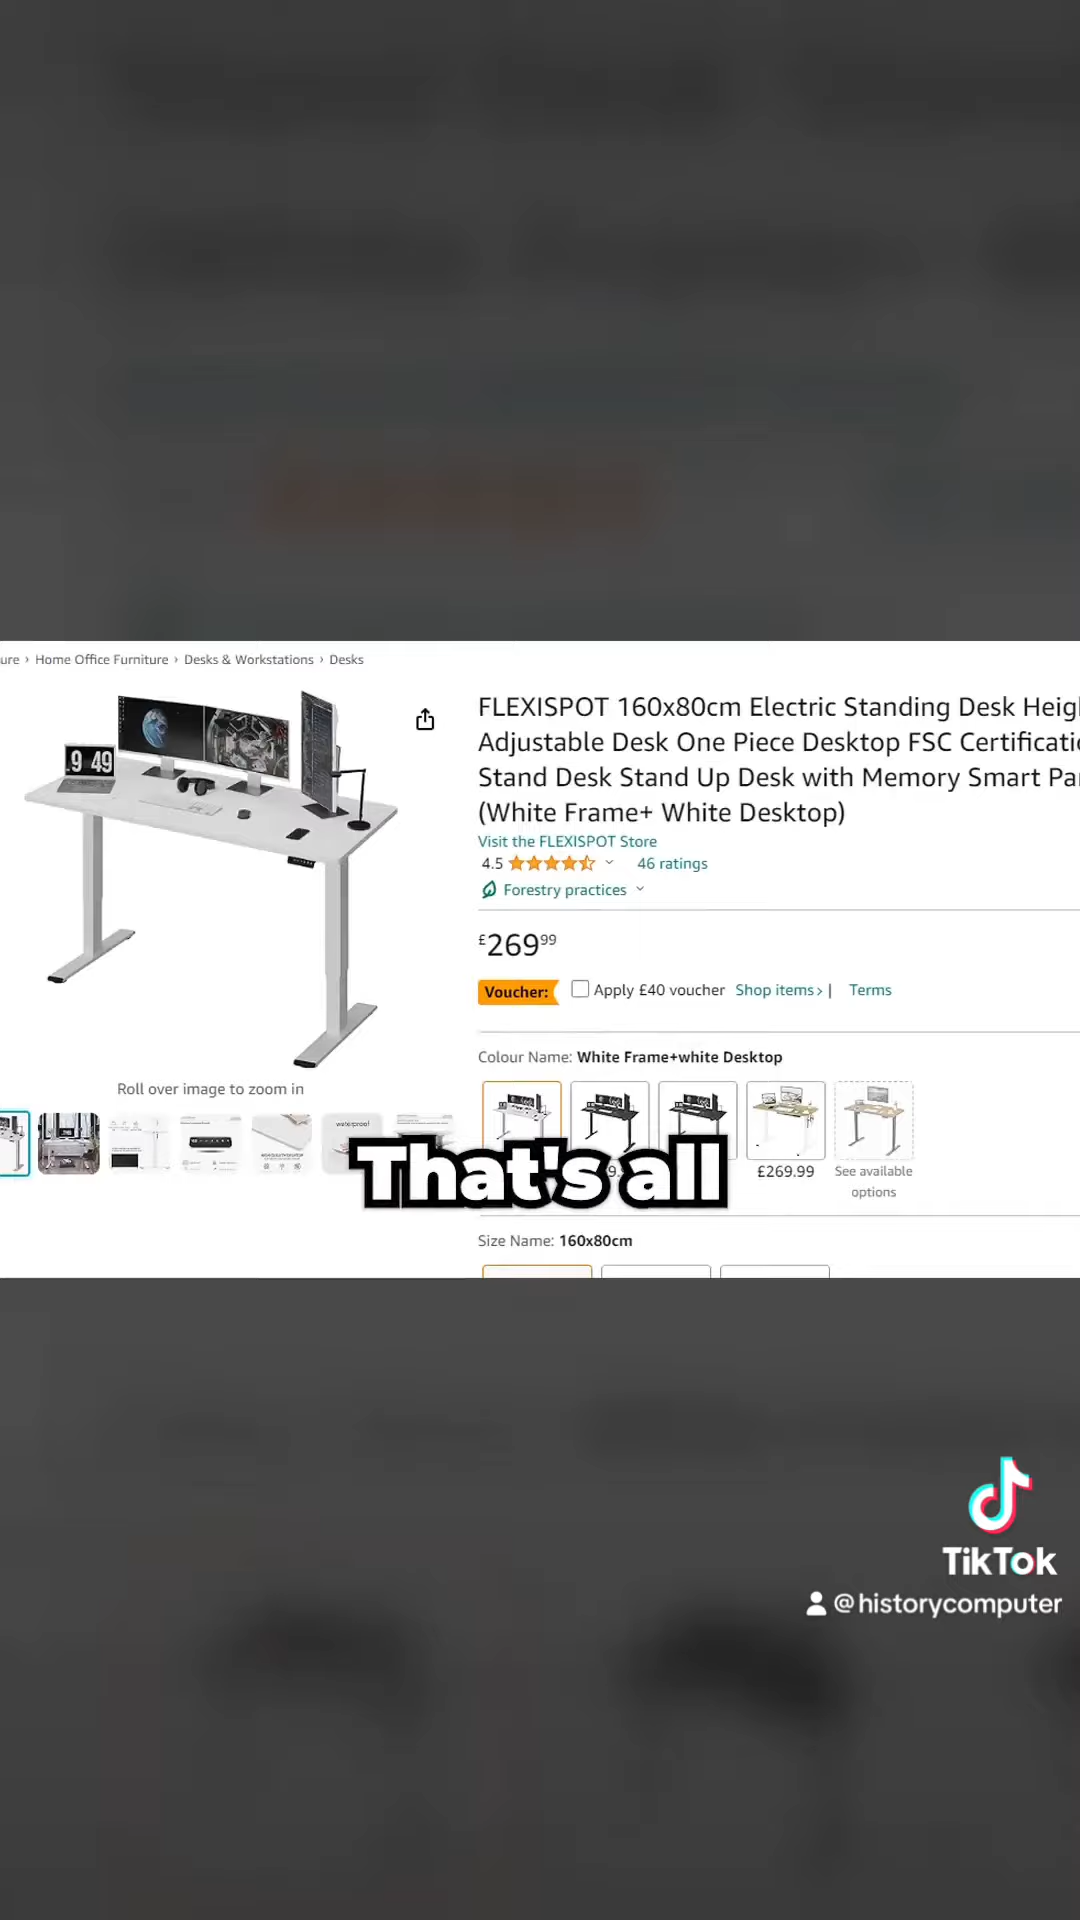 ure › Home Office Furniture › Desks & Workstations › Desks
FLEXISPOT 160x80cm Electric Standing Desk Heig
Adjustable Desk One Piece Desktop FSC Certificati
Stand Desk Stand Up Desk with Memory Smart Pa
(White Frame+ White Desktop)
Visit the FLEXISPOT Store
4.5 46 ratings
Forestry practices
£269.99
Voucher: Apply £40 voucher Shop items › | Terms
Colour Name: White Frame+white Desktop
9 49
Roll over image to zoom in
waterproof
£269.99
See available
options
That's all
Size Name: 160x80cm
TikTok
@historycomputer